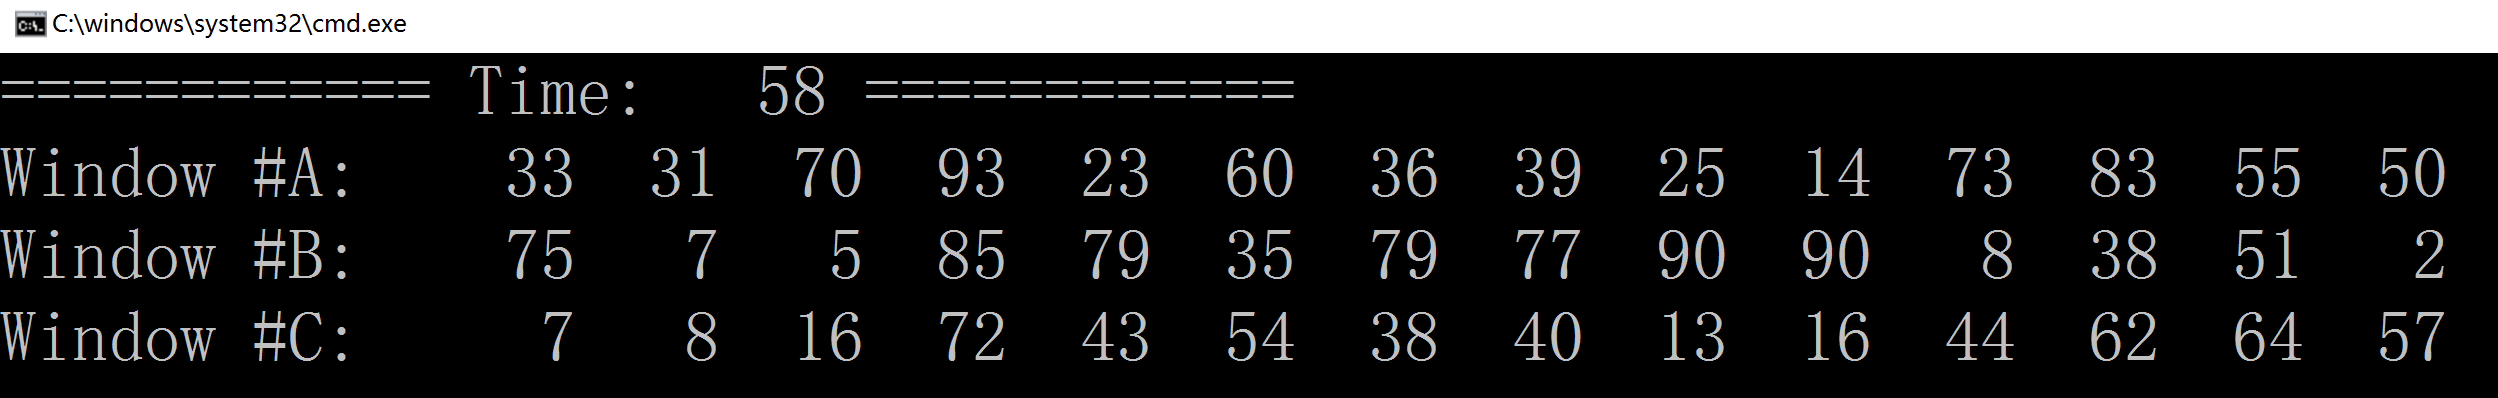 C:\windows\system32\cmd.exe
============ Time:   58 ============
Window #A:    33  31  70  93  23  60  36  39  25  14  73  83  55  50
Window #B:    75   7   5  85  79  35  79  77  90  90   8  38  51   2
Window #C:     7   8  16  72  43  54  38  40  13  16  44  62  64  57